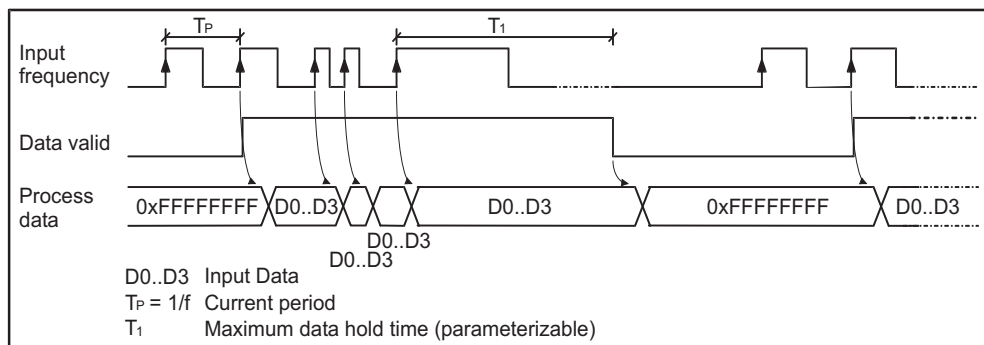 TP
T1
Input
frequency
Data valid
Process
data
0xFFFFFFFF
D0..D3
D0..D3
0xFFFFFFFF
D0..D3
D0..D3
D0..D3
D0..D3 Input Data
TP = 1/f Current period
T1 Maximum data hold time (parameterizable)